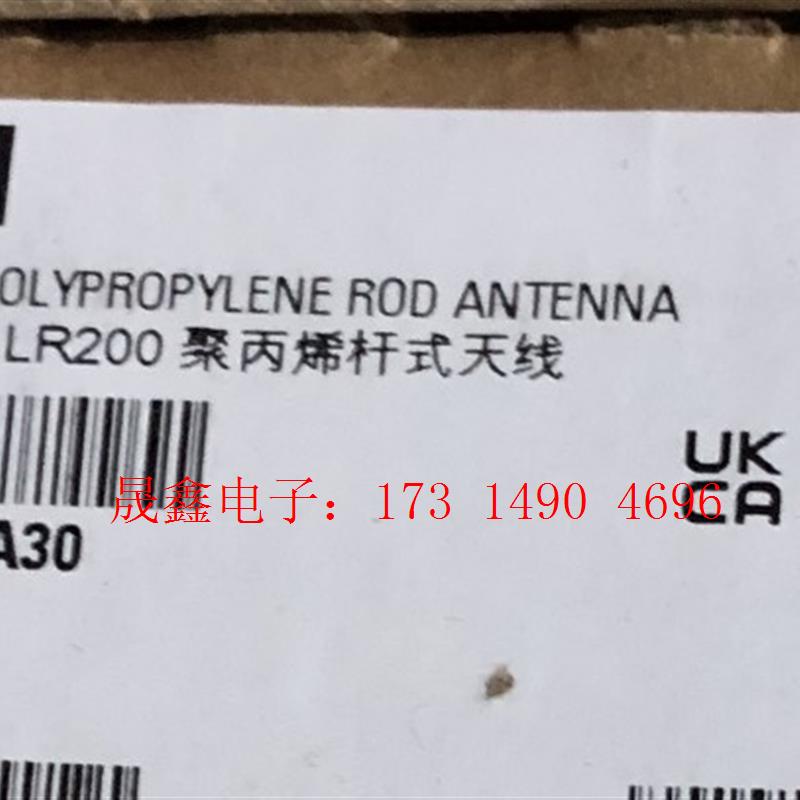 OLYPROPYLENE ROD ANTENNA
LR200 聚丙烯杆式天线
UK
CA
晟鑫电子：173 1490 4696
A30